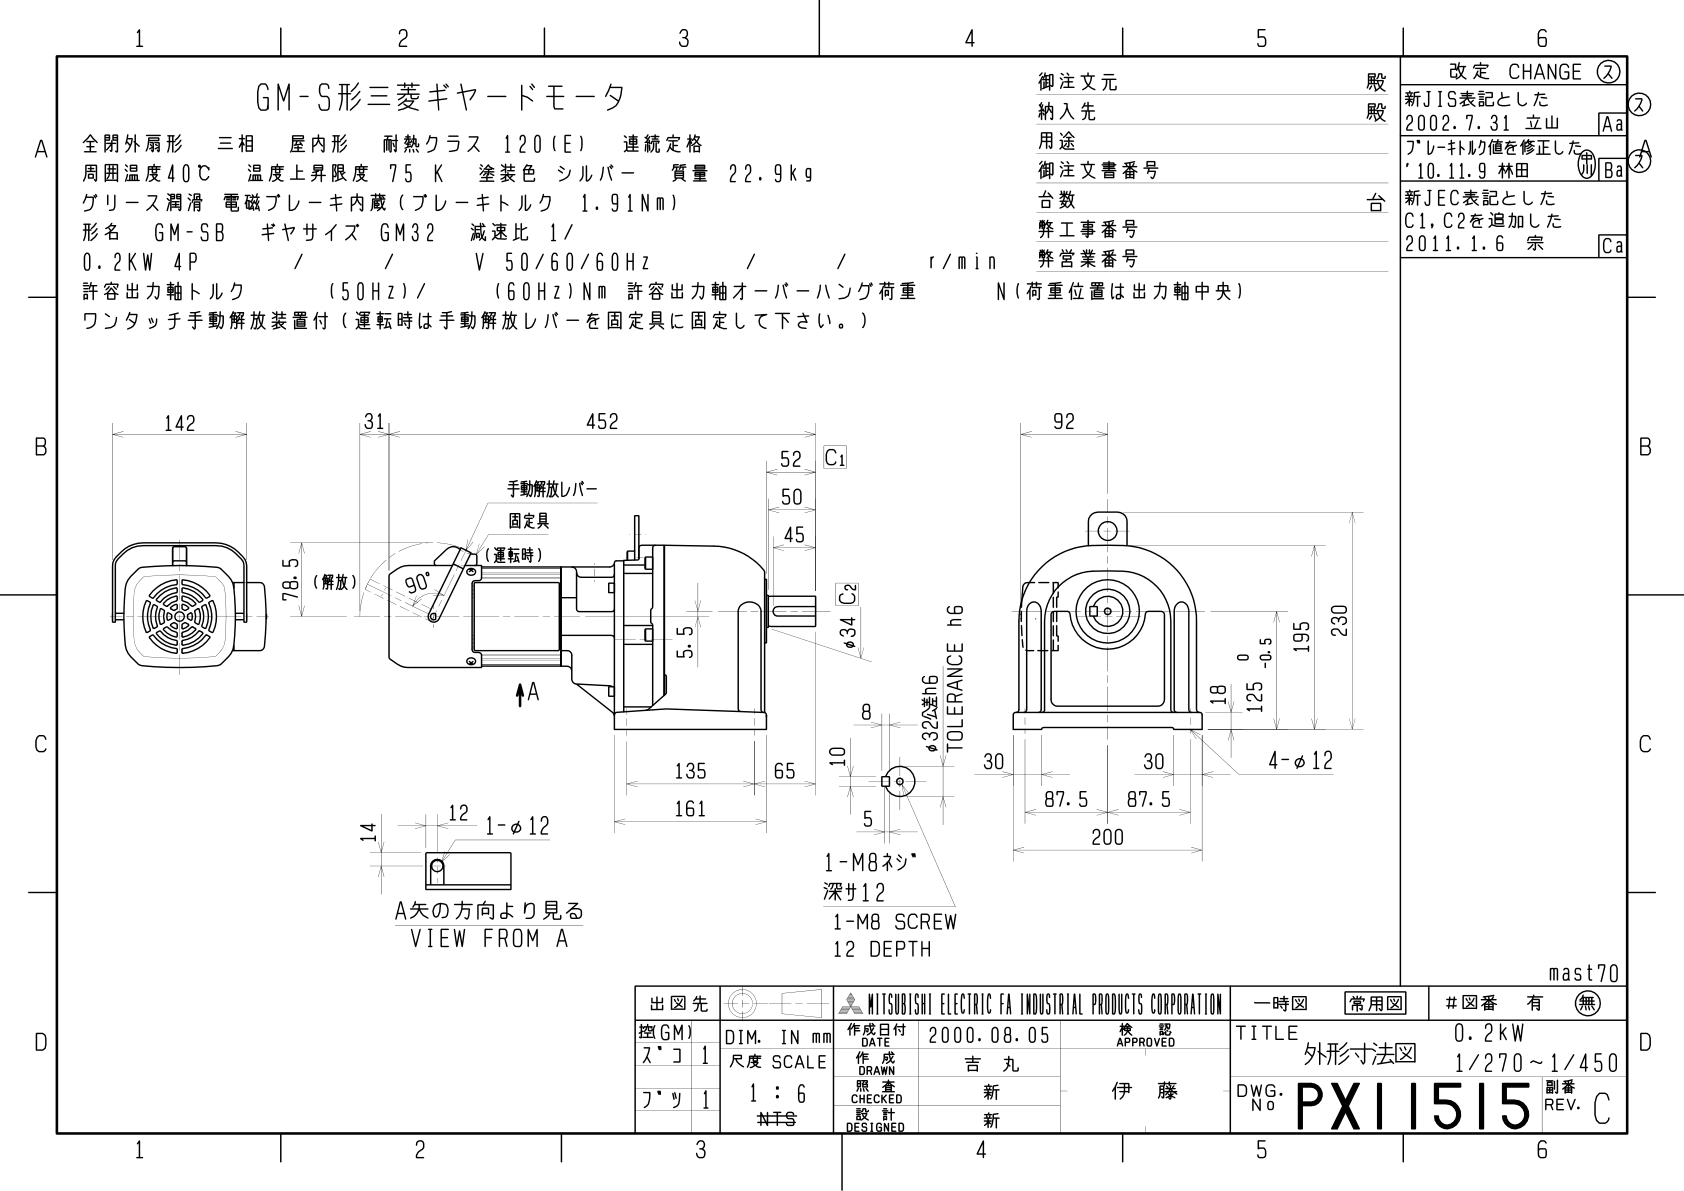 1 2 3 4 5 6
A
B
C
D
GM-S形三菱ギヤードモータ
全閉外扇形 三相 屋内形 耐熱クラス 120(E) 連続定格
周囲温度40℃ 温度上昇限度 75 K 塗装色 シルバー 質量 22.9kg
グリース潤滑 電磁ブレーキ内蔵(ブレーキトルク 1.91Nm)
形名 GM-SB ギヤサイズ GM32 減速比 1/
0.2KW 4P / / V 50/60/60Hz / / r/min
許容出力軸トルク (50Hz)/ (60Hz)Nm 許容出力軸オーバーハング荷重 N(荷重位置は出力軸中央)
ワンタッチ手動解放装置付(運転時は手動解放レバーを固定具に固定して下さい。)
御注文元 殿
納入先 殿
用途
御注文書番号
台数 台
弊工事番号
弊営業番号
改定 CHANGE ス
新JIS表記とした ス
2002.7.31 立山 Aa
ブレーキトルク値を修正した A
'10.11.9 林田 中川 Ba ス
新JEC表記とした
C1,C2を追加した
2011.1.6 宗 Ca
142
31
452
52 C1
50
45
手動解放レバー
固定具
(運転時)
(解放)
90°
78.5
5.5
C2
φ34
A
135
65
161
12
14
1-φ12
A矢の方向より見る
VIEW FROM A
8
10
5
φ32公差h6
TOLERANCE h6
1-M8ネジ
深サ12
1-M8 SCREW
12 DEPTH
92
230
195
125 0 -0.5
18
30
30
4-φ12
87.5
87.5
200
mast70
出図先
MITSUBISHI ELECTRIC FA INDUSTRIAL PRODUCTS CORPORATION
一時図 常用図 #図番 有 無
控(GM)
ズコ 1
ブツ 1
DIM. IN mm
尺度 SCALE
1 : 6
NTS
作成日付 DATE 2000.08.05
作成 DRAWN 吉丸
照査 CHECKED 新
設計 DESIGNED 新
検認 APPROVED
伊藤
TITLE
外形寸法図
0.2kW
1/270~1/450
DWG. No PX11515
副番 REV. C
A
B
C
D
1 2 3 4 5 6